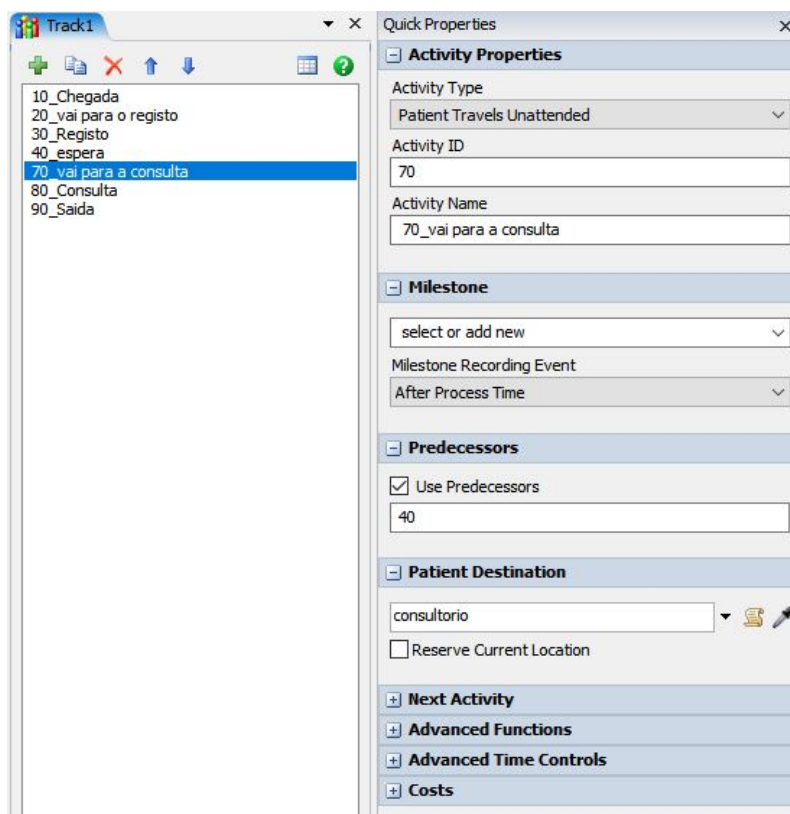 Track1
10_Chegada
20_vai para o registo
30_Registo
40_espera
70_vai para a consulta
80_Consulta
90_Saida
Quick Properties
Activity Properties
Activity Type
Patient Travels Unattended
Activity ID
70
Activity Name
70_vai para a consulta
Milestone
select or add new
Milestone Recording Event
After Process Time
Predecessors
Use Predecessors
40
Patient Destination
consultorio
Reserve Current Location
Next Activity
Advanced Functions
Advanced Time Controls
Costs